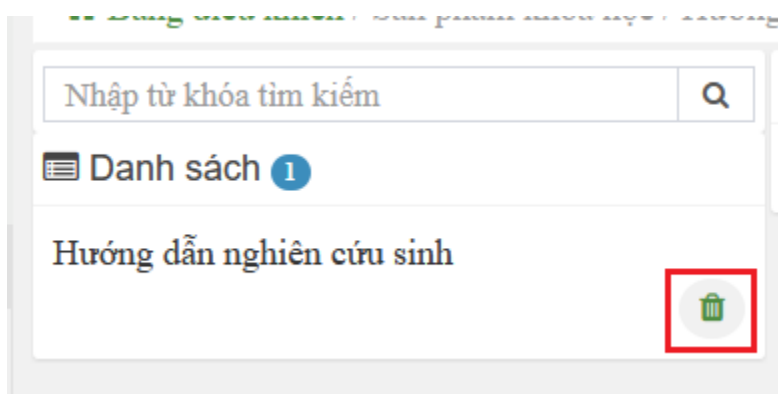 Nhập từ khóa tìm kiếm
Danh sách 1
Hướng dẫn nghiên cứu sinh